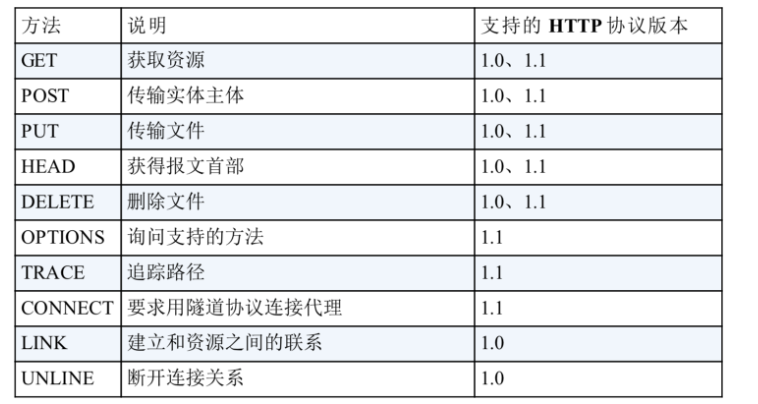 方法 说明 支持的 HTTP 协议版本
GET 获取资源 1.0、1.1
POST 传输实体主体 1.0、1.1
PUT 传输文件 1.0、1.1
HEAD 获得报文首部 1.0、1.1
DELETE 删除文件 1.0、1.1
OPTIONS 询问支持的方法 1.1
TRACE 追踪路径 1.1
CONNECT 要求用隧道协议连接代理 1.1
LINK 建立和资源之间的联系 1.0
UNLINE 断开连接关系 1.0